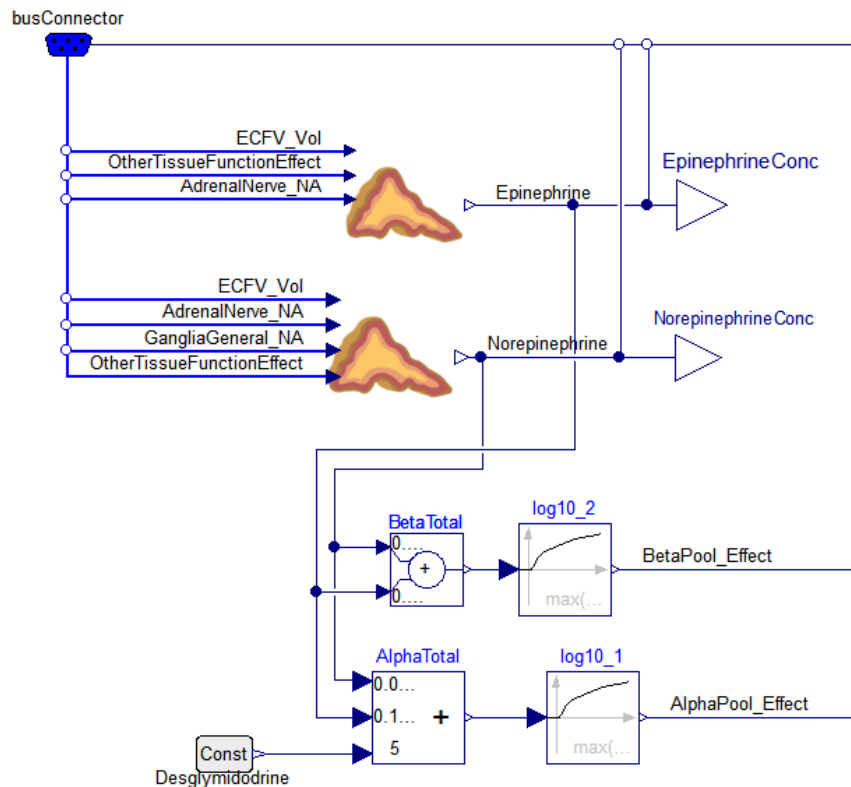 busConnector
ECFV_Vol
OtherTissueFunctionEffect
AdrenalNerve_NA
Epinephrine
EpinephrineConc
ECFV_Vol
AdrenalNerve_NA
GangliaGeneral_NA
OtherTissueFunctionEffect
Norepinephrine
NorepinephrineConc
BetaTotal
log10_2
0....
+
0....
max(...
BetaPool_Effect
AlphaTotal
log10_1
0.0...
0.1...
+
5
max(...
AlphaPool_Effect
Const
Desglymidodrine